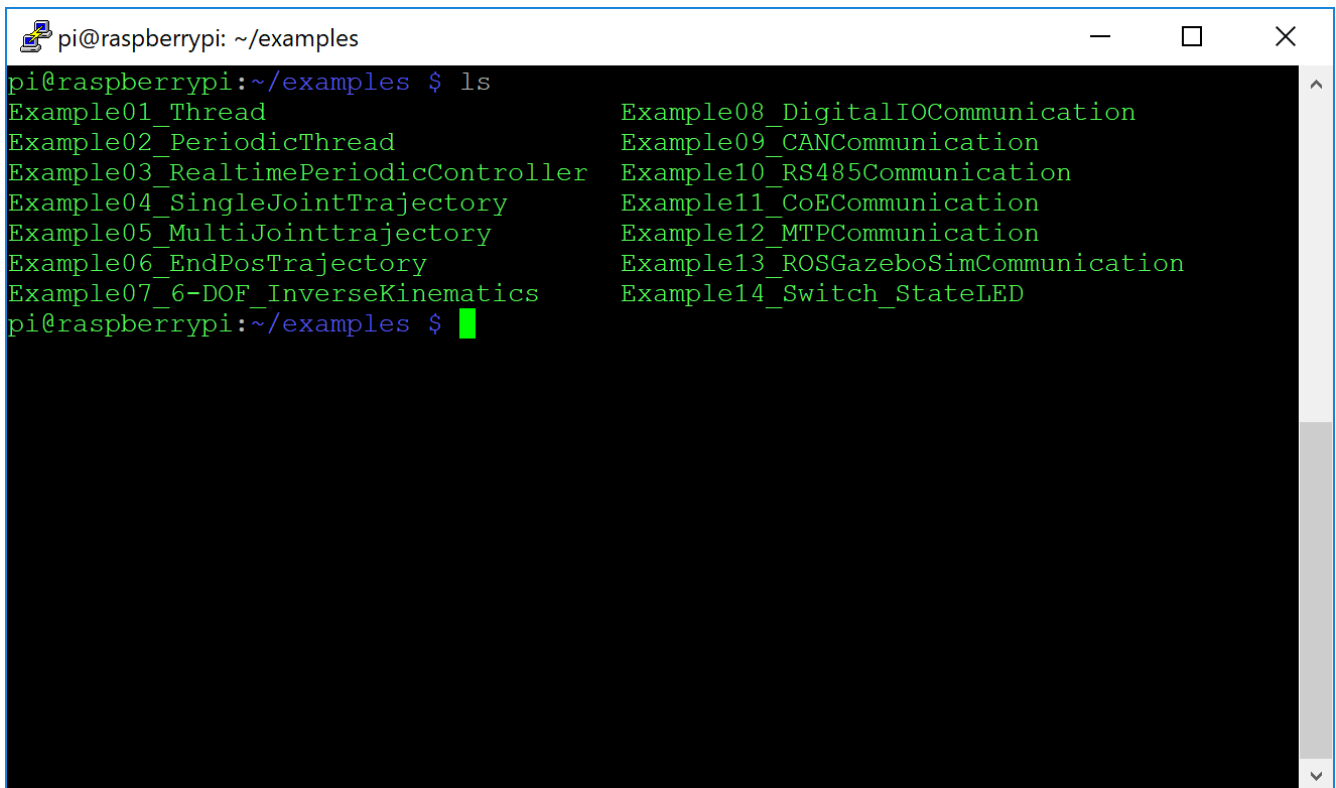 pi@raspberrypi: ~/examples
pi@raspberrypi:~/examples $ ls
Example01_Thread                      Example08_DigitalIOCommunication
Example02_PeriodicThread              Example09_CANCommunication
Example03_RealtimePeriodicController  Example10_RS485Communication
Example04_SingleJointTrajectory       Example11_CoECommunication
Example05_MultiJointtrajectory        Example12_MTPCommunication
Example06_EndPosTrajectory            Example13_ROSGazeboSimCommunication
Example07_6-DOF_InverseKinematics     Example14_Switch_StateLED
pi@raspberrypi:~/examples $